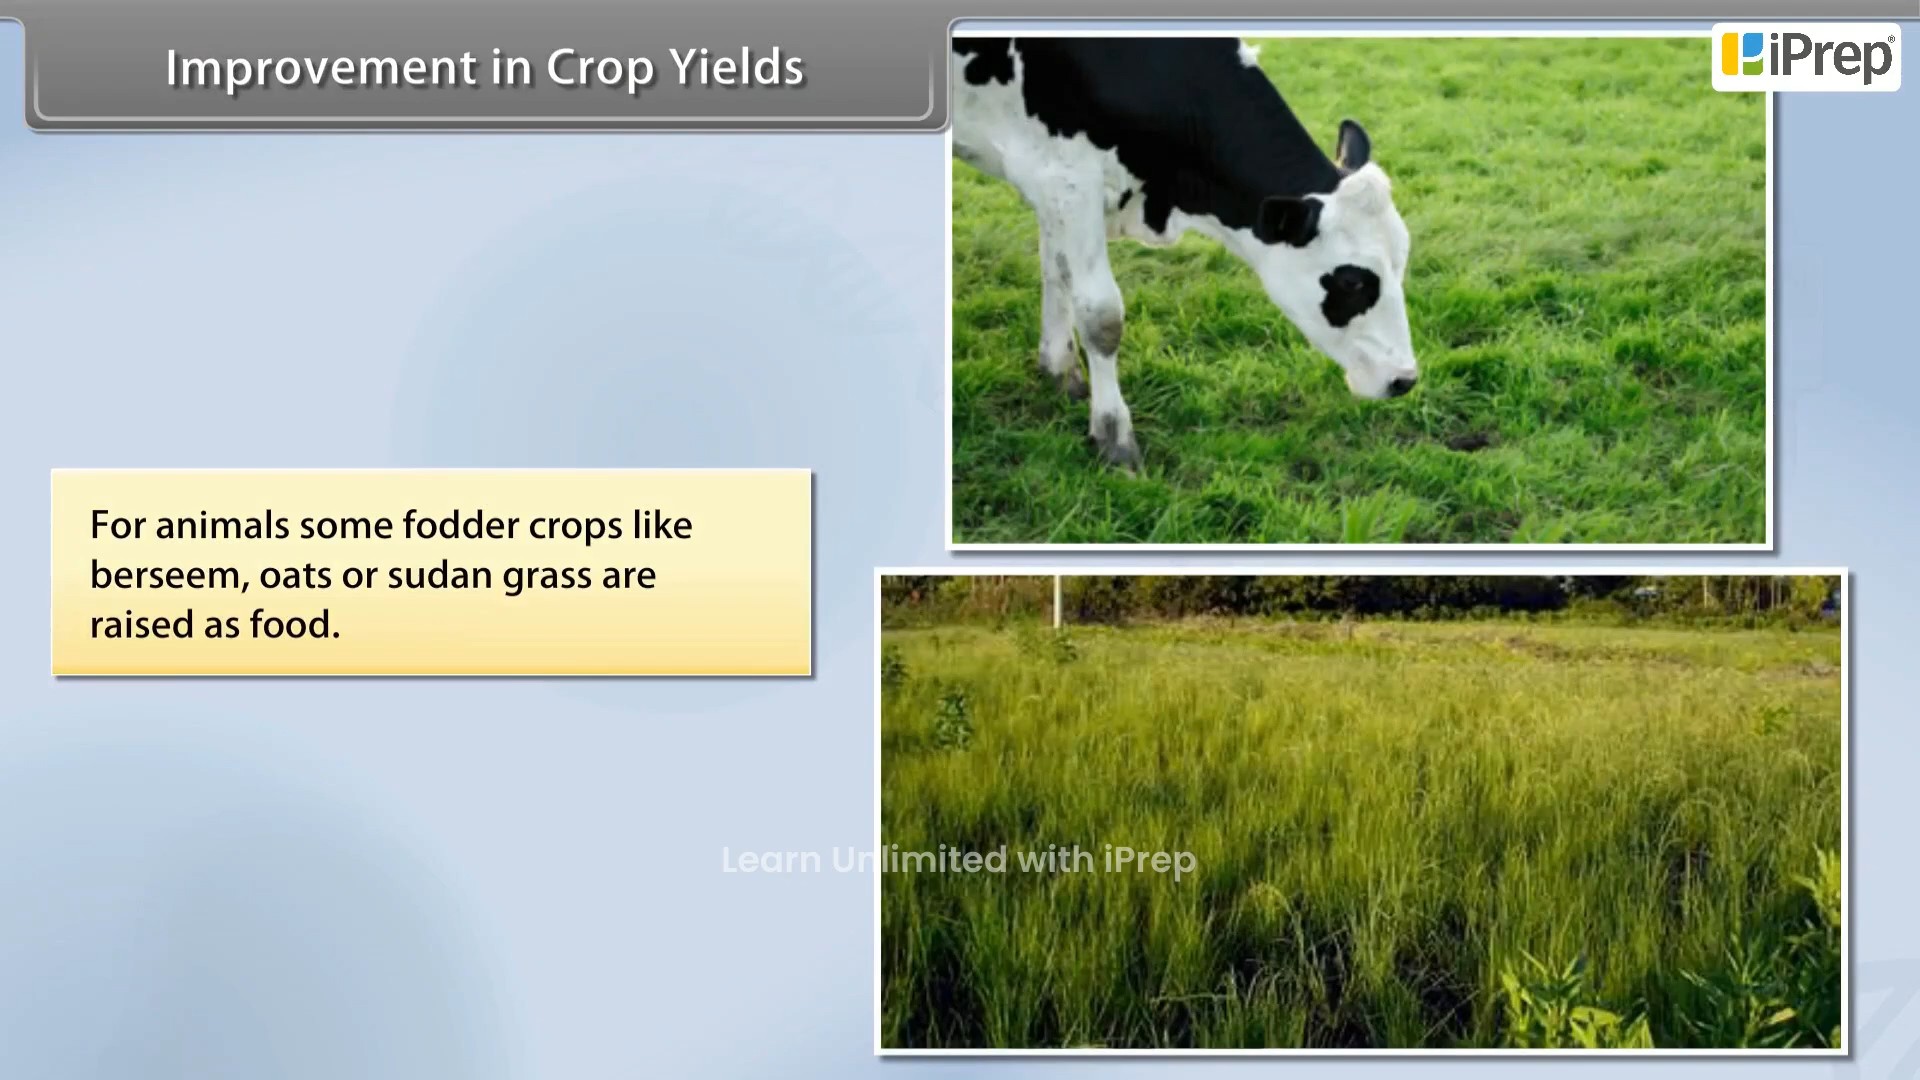 Improvement in Crop Yields
iPrep®
For animals some fodder crops like
berseem, oats or sudan grass are
raised as food.
Learn Unlimited with iPrep